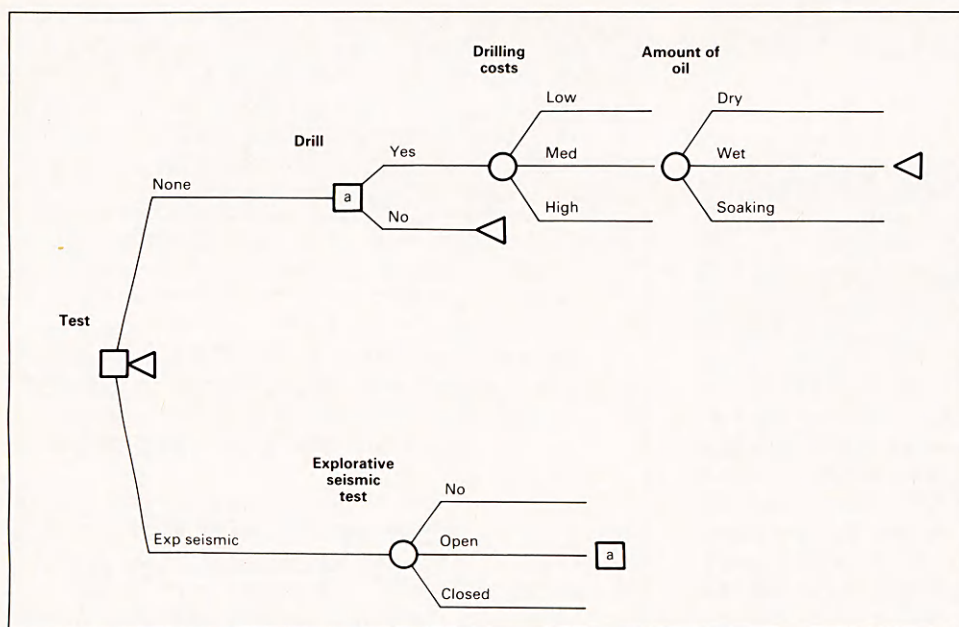 Drilling
costs
Amount of
oil
Low
Dry
Drill
Yes
Med
Wet
None
a
No
High
Soaking
Test
Explorative
seismic
test
No
Exp seismic
Open
a
Closed